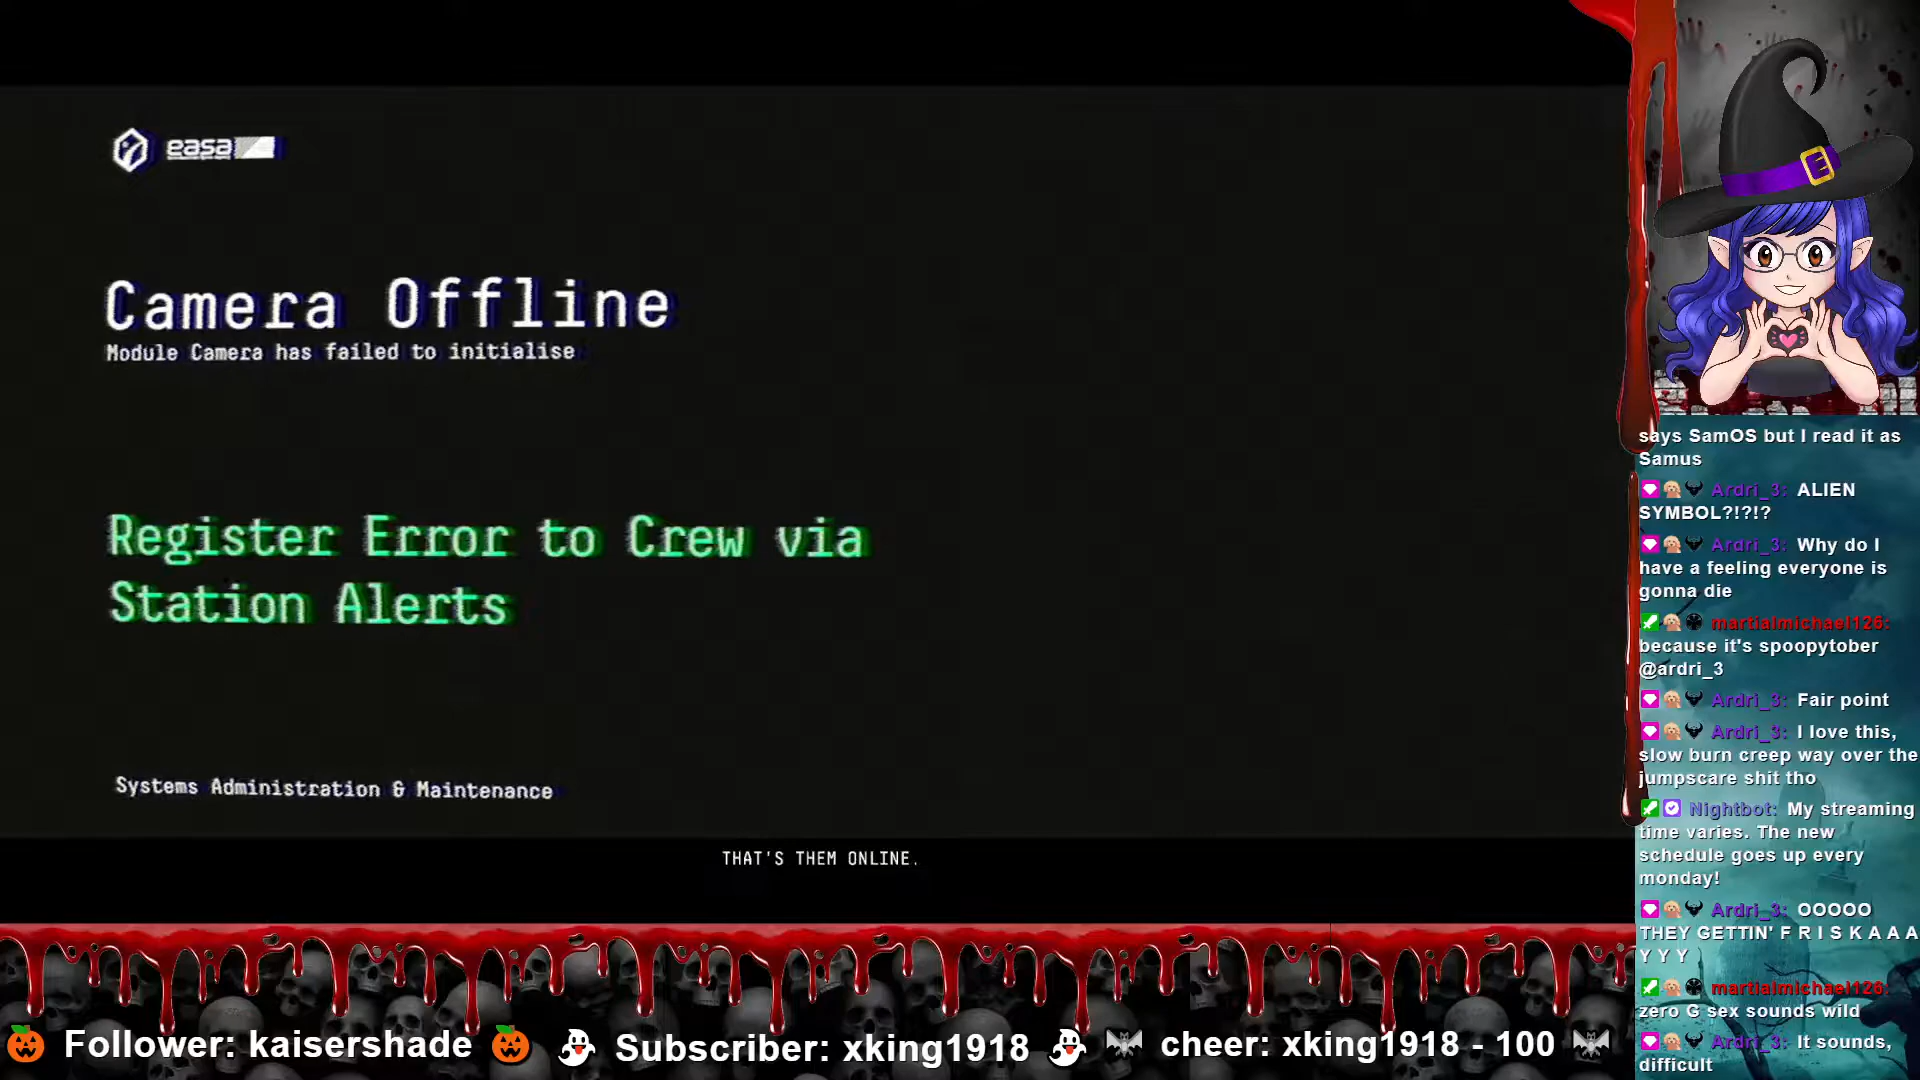 easa
Camera Offline
Module Camera has failed to initialise
Register Error to Crew via
Station Alerts
Systems Administration & Maintenance
THAT'S THEM ONLINE.
says SamOS but I read it as
Samus
Ardri_3: ALIEN
SYMBOL?!?!?
Ardri_3: Why do I
have a feeling everyone is
gonna die
martialmichael126:
because it's spoopytober
@ardri_3
Ardri_3: Fair point
Ardri_3: I love this,
slow burn creep way over the
jumpscare shit tho
Nightbot: My streaming
time varies. The new
schedule goes up every
monday!
Ardri_3: OOOOO
THEY GETTIN' F R I S K A A A
Y Y Y
martialmichael126:
zero G sex sounds wild
Ardri_3: It sounds,
difficult
Follower: kaisershade
Subscriber: xking1918
cheer: xking1918 - 100